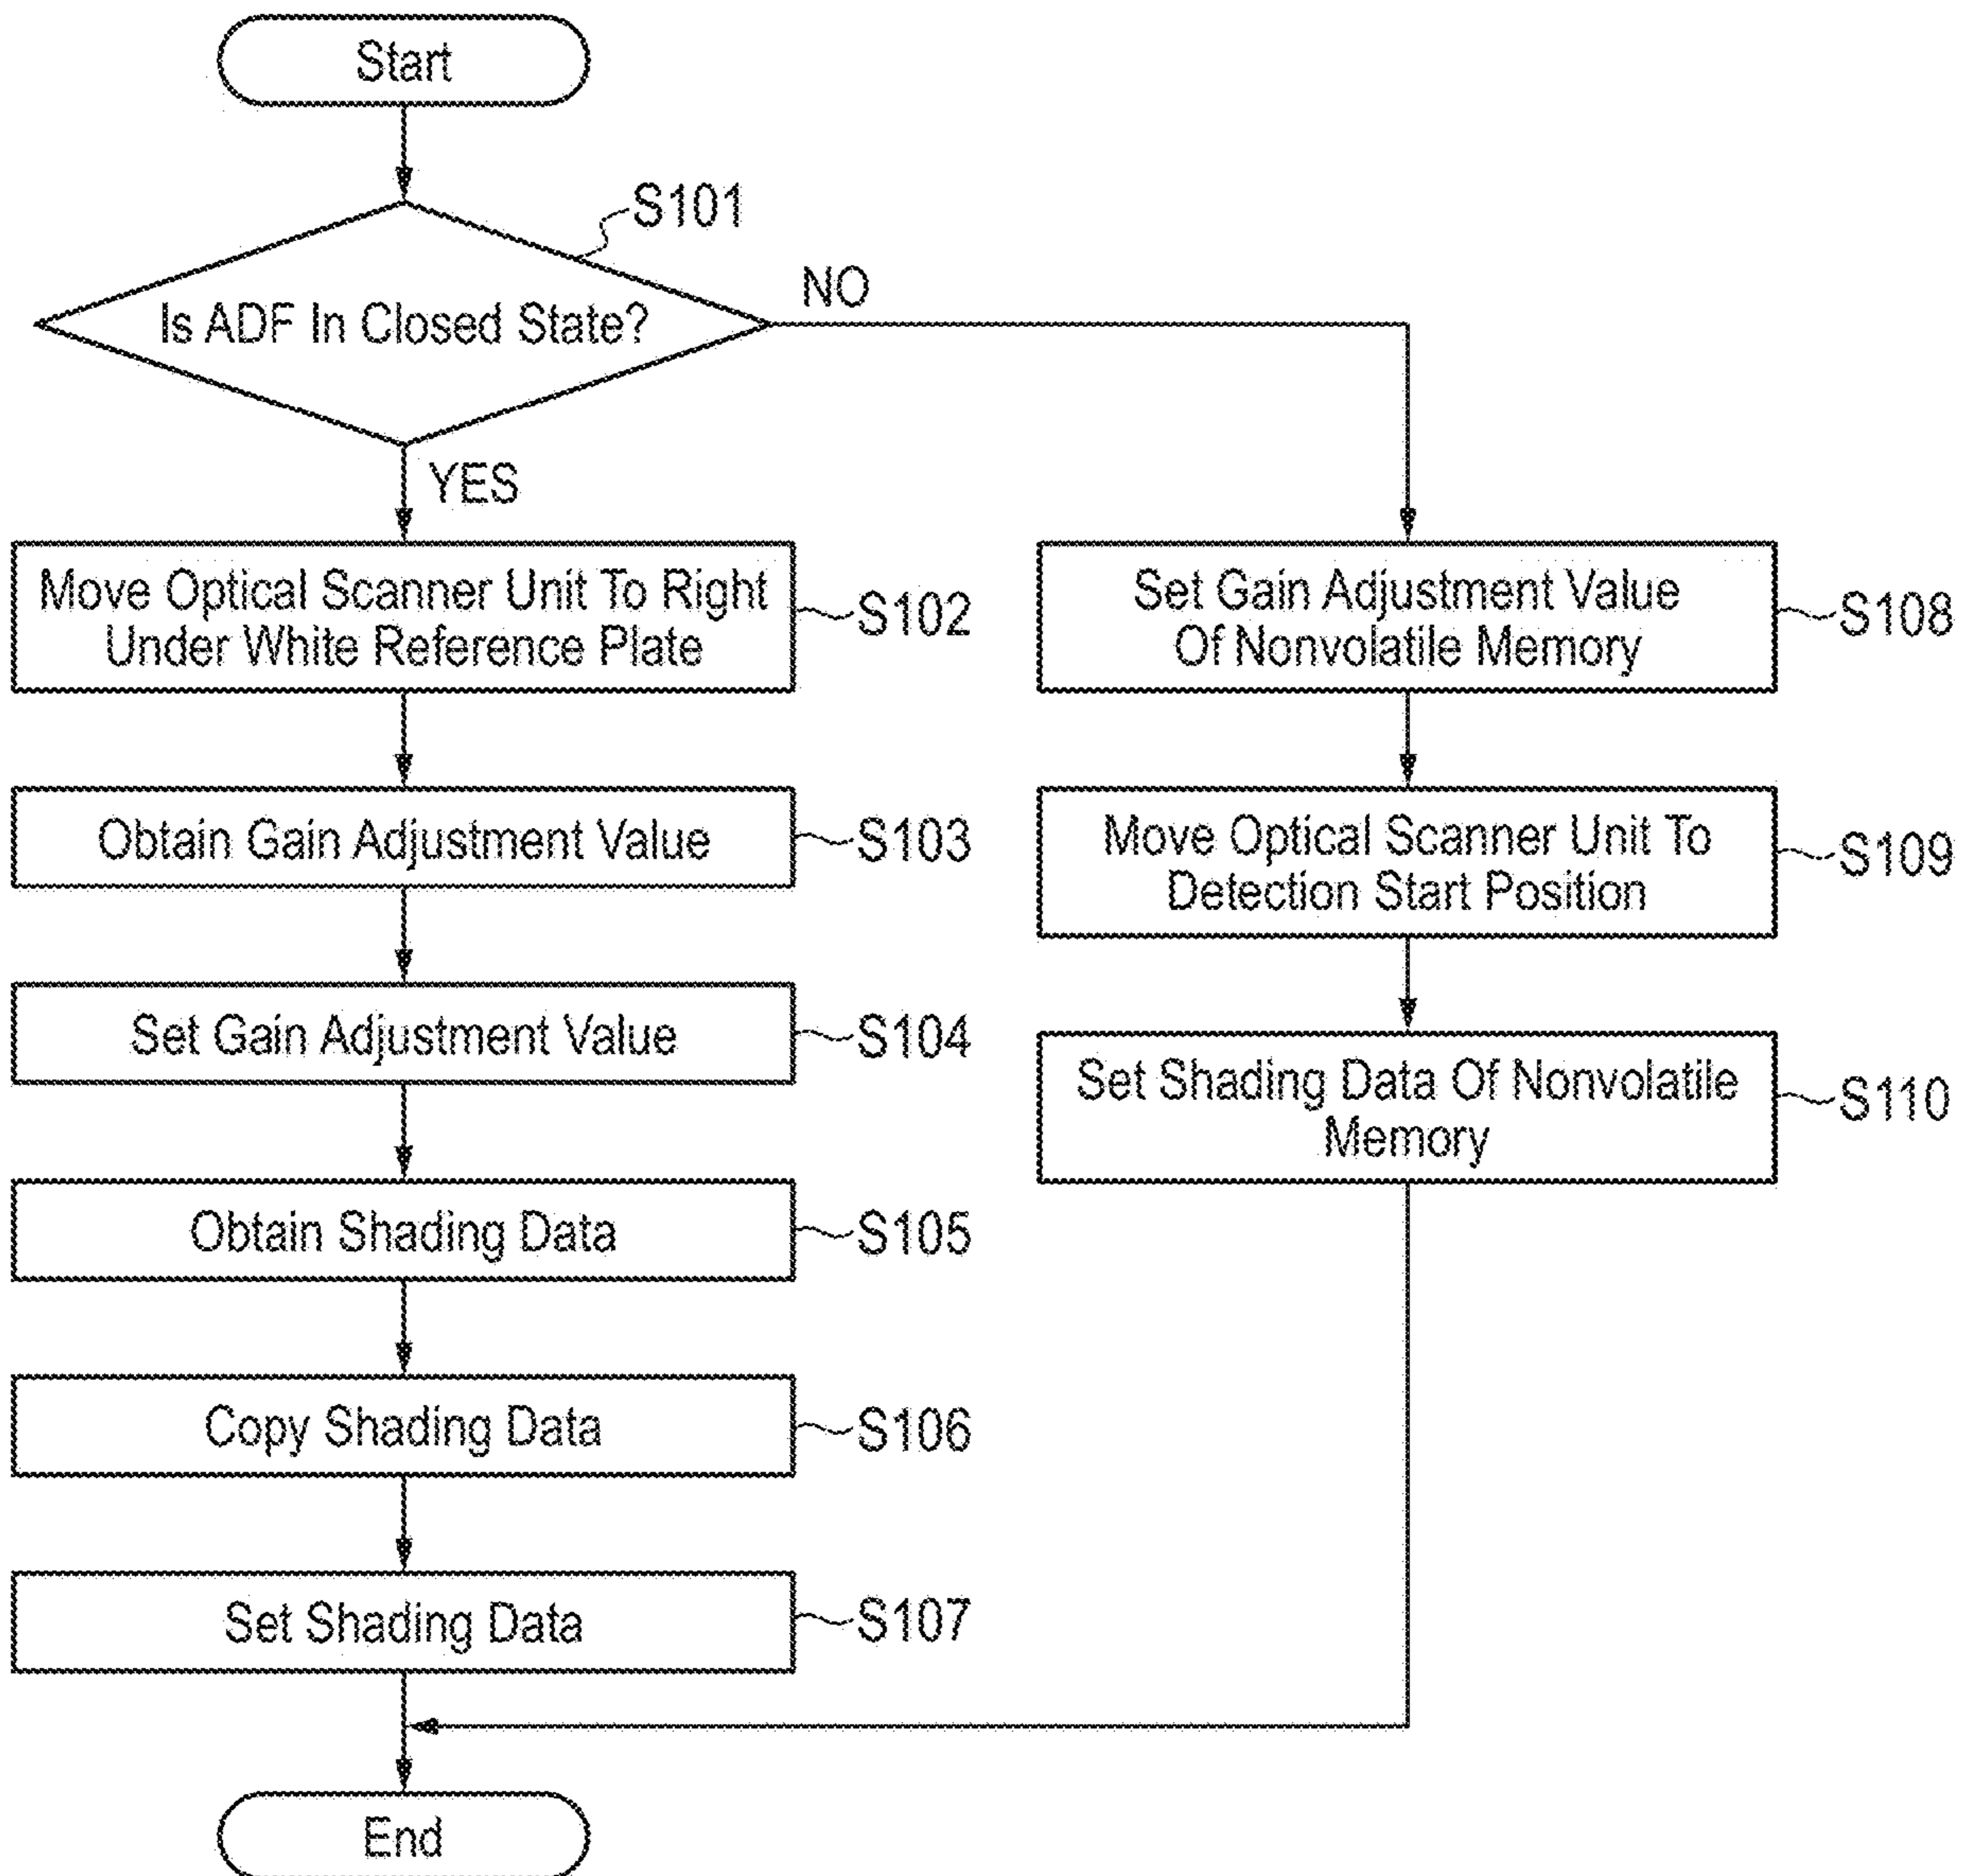 Start
S101
Is ADF In Closed State?
NO
YES
Move Optical Scanner Unit To Right
Under White Reference Plate
S102
Obtain Gain Adjustment Value
S103
Set Gain Adjustment Value
S104
Obtain Shading Data
S105
Copy Shading Data
S106
Set Shading Data
S107
Set Gain Adjustment Value
Of Nonvolatile Memory
S108
Move Optical Scanner Unit To
Detection Start Position
S109
Set Shading Data Of Nonvolatile
Memory
S110
End